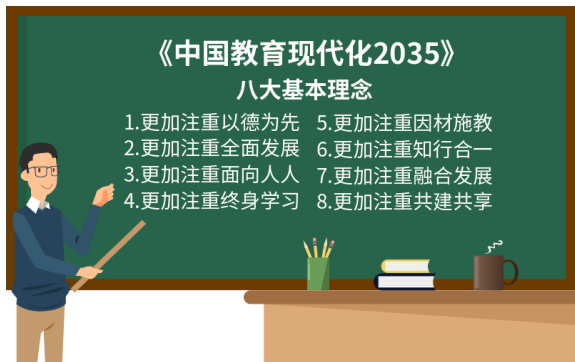 《中国教育现代化2035》
八大基本理念
1.更加注重以德为先
2.更加注重全面发展
3.更加注重面向人人
4.更加注重终身学习
5.更加注重因材施教
6.更加注重知行合一
7.更加注重融合发展
8.更加注重共建共享